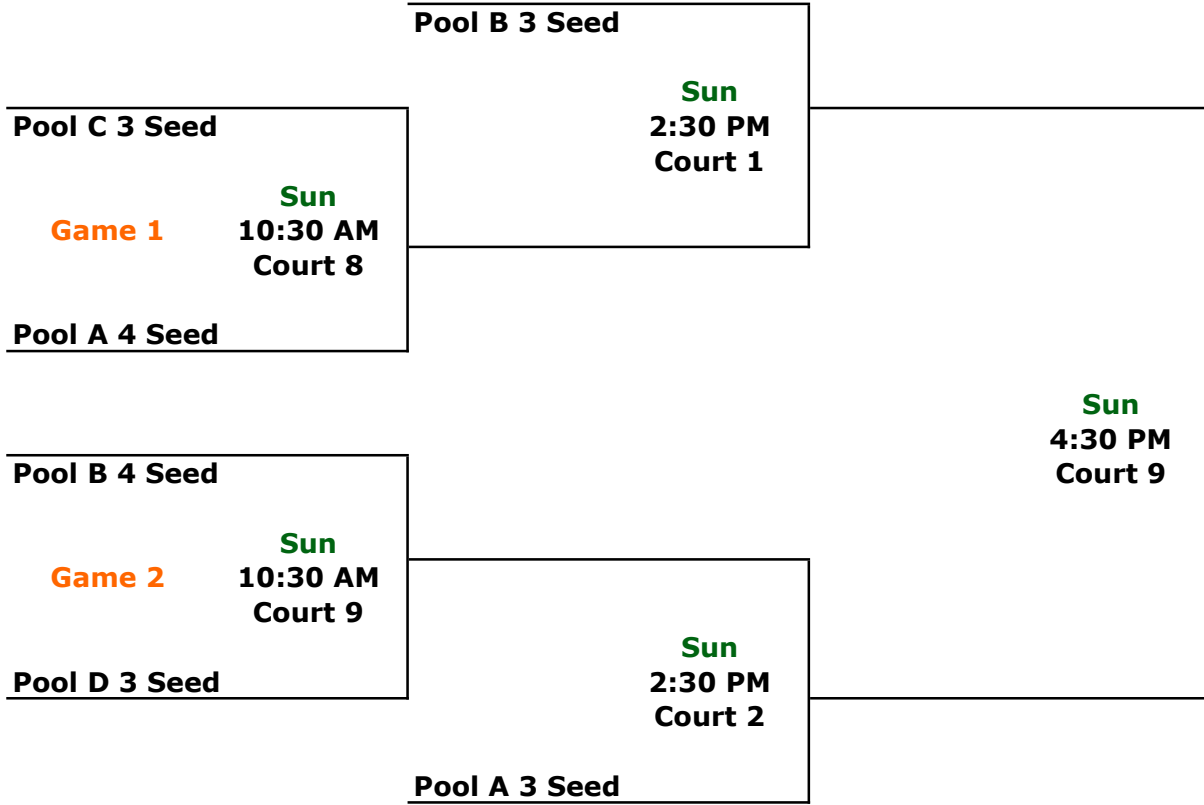 Pool B 3 Seed
Sun
2:30 PM
Court 1
Pool C 3 Seed
Sun
Game 1 10:30 AM
Court 8
Pool A 4 Seed
Sun
4:30 PM
Court 9
Pool B 4 Seed
Sun
Game 2 10:30 AM
Court 9
Pool D 3 Seed
Sun
2:30 PM
Court 2
Pool A 3 Seed